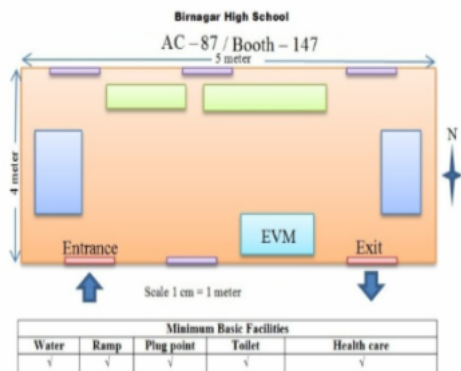 Birnagar High School
AC – 87 / Booth – 147
5 meter
4 meter
N
Entrance
EVM
Exit
Scale 1 cm = 1 meter
Minimum Basic Facilities
Water Ramp Plug point Toilet Health care
√ √ √ √ √